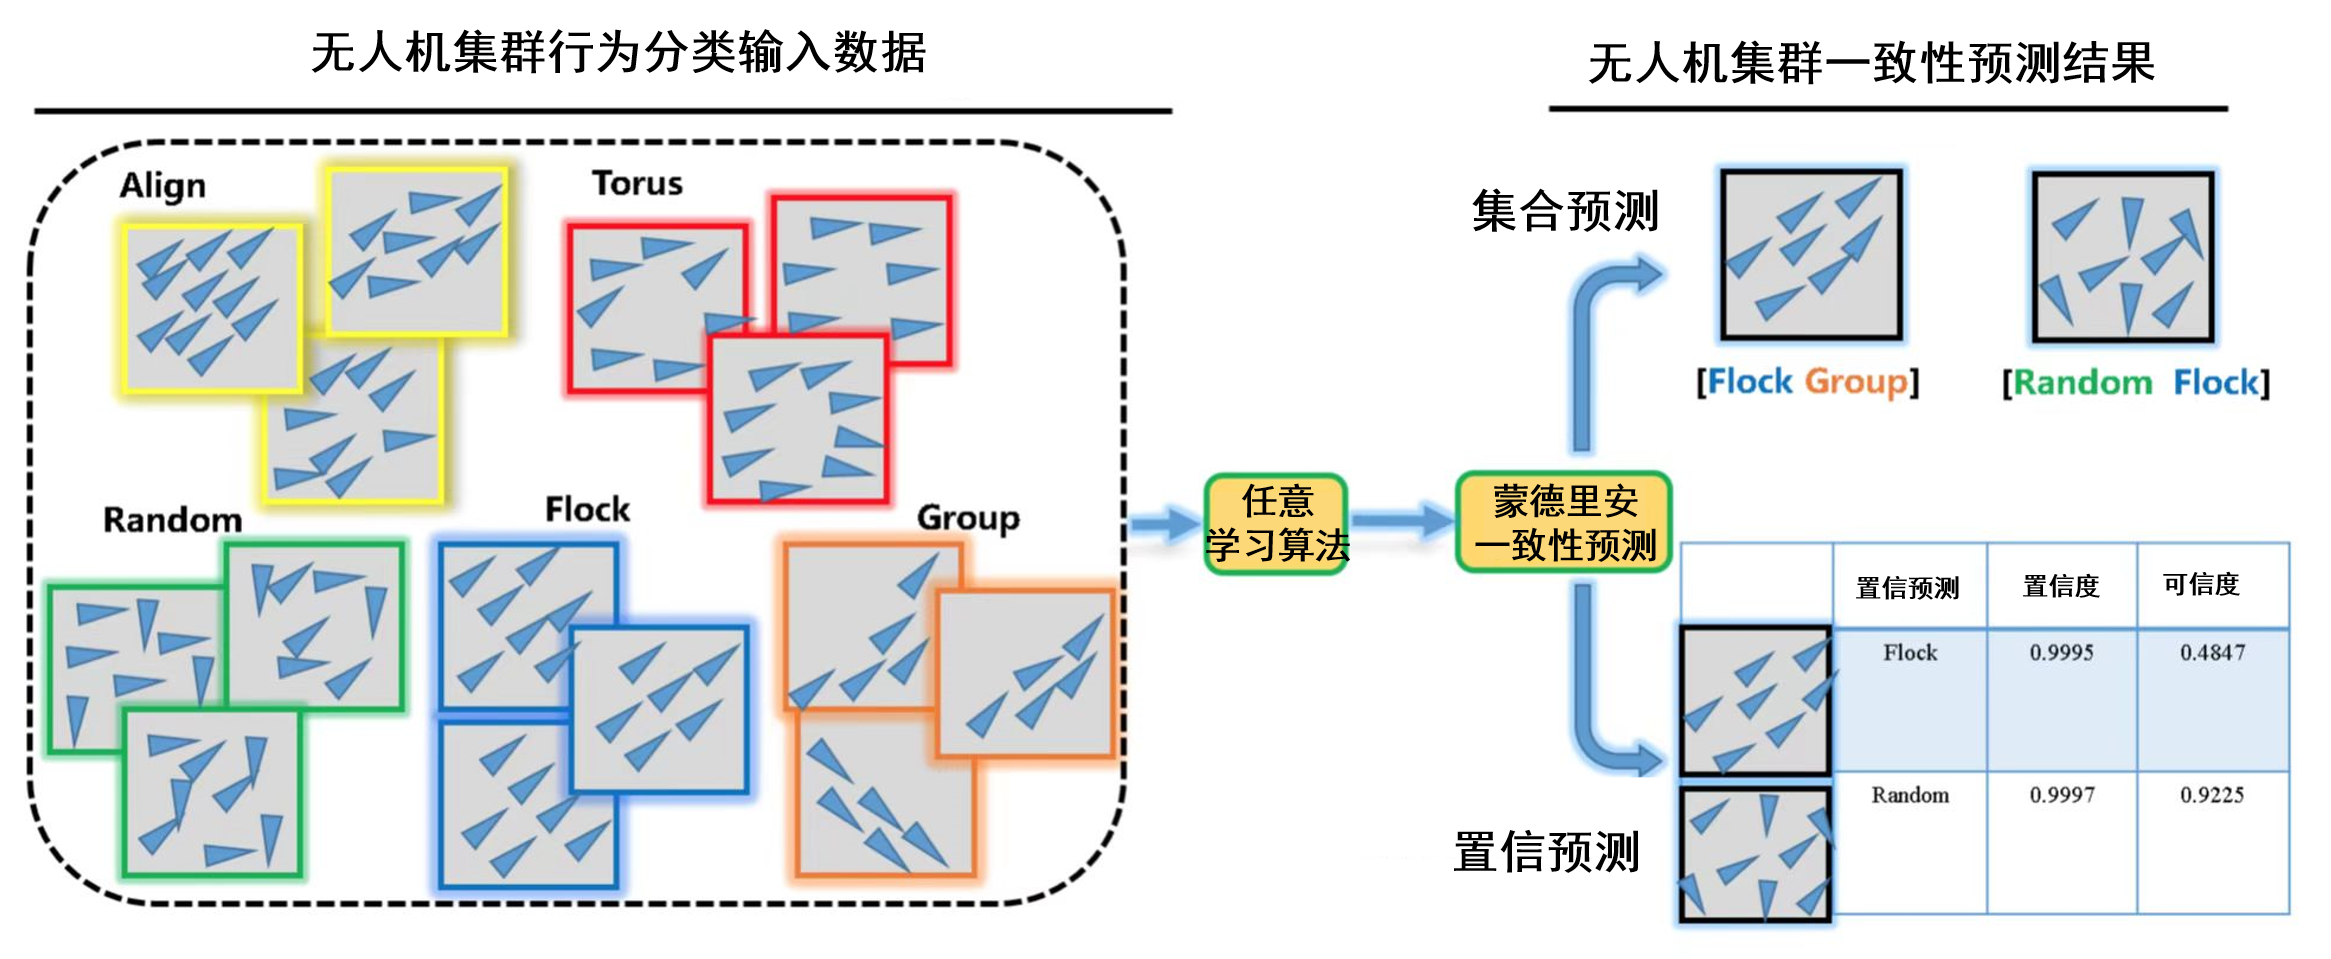 无人机集群行为分类输入数据
无人机集群一致性预测结果
Align
Torus
Random
Flock
Group
任意
学习算法
蒙德里安
一致性预测
集合预测
[Flock Group]
[Random Flock]
置信预测
置信预测 置信度 可信度
Flock 0.9995 0.4847
Random 0.9997 0.9225